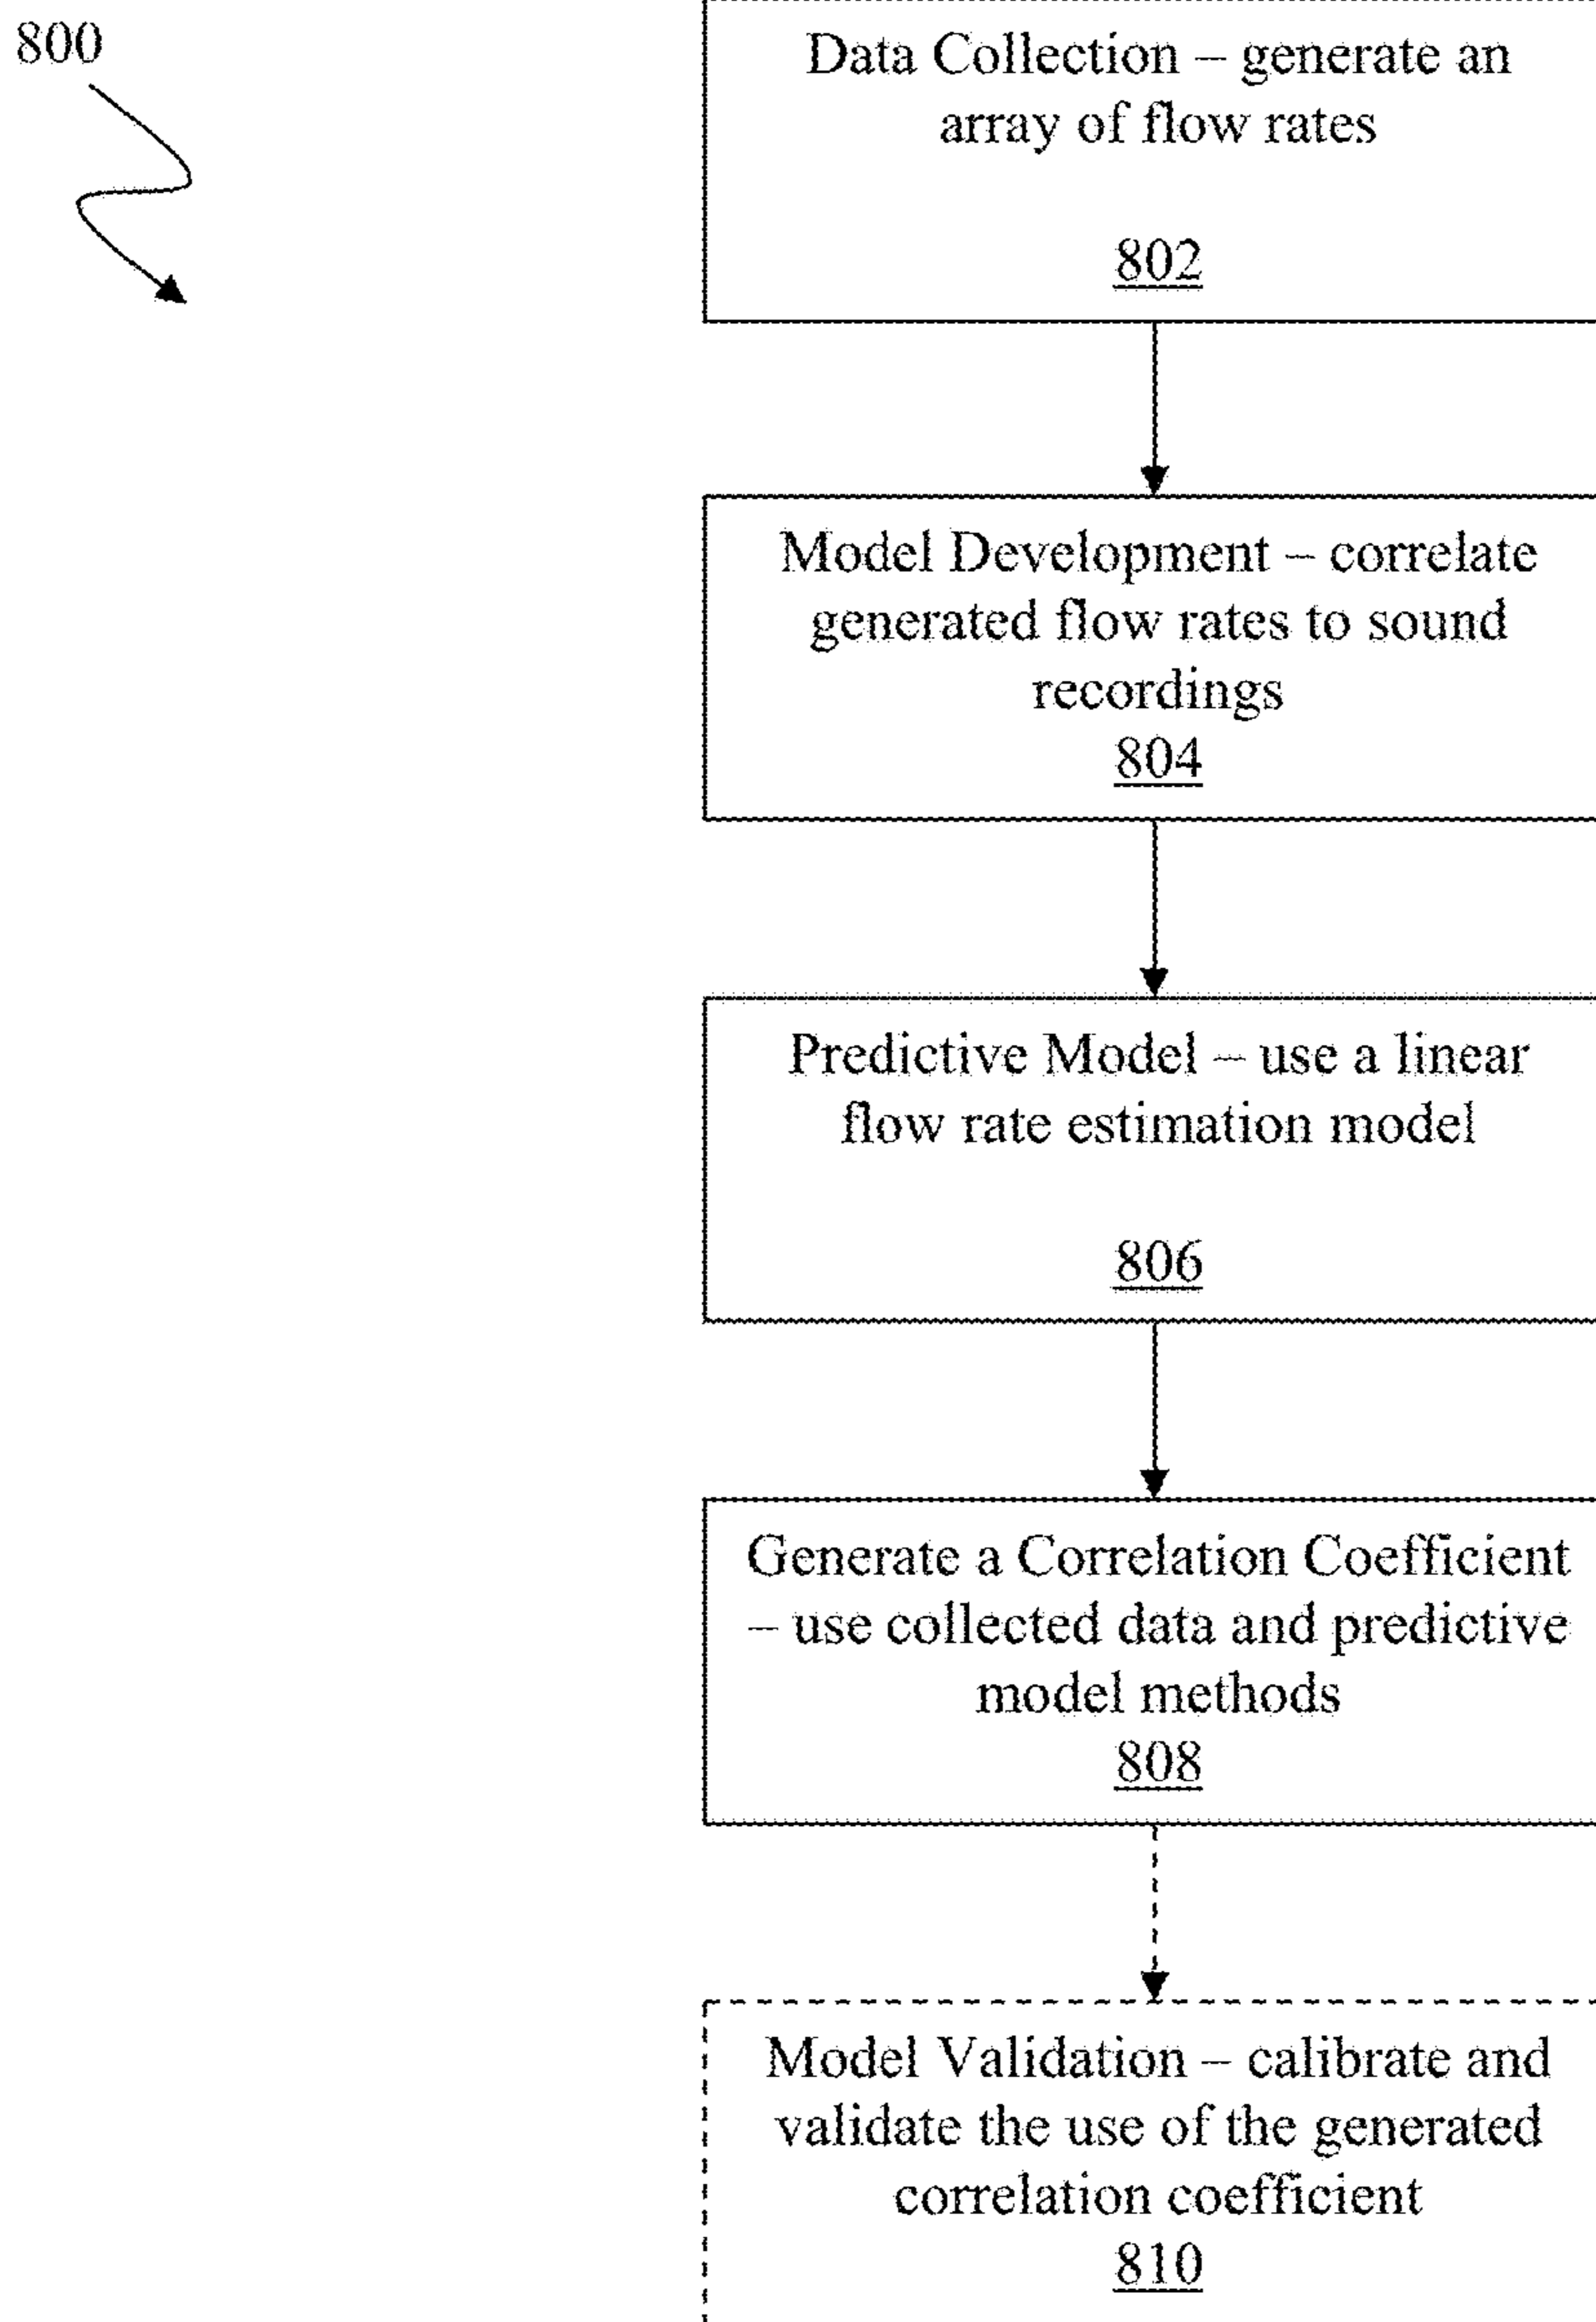 800
Data Collection – generate an
array of flow rates
802
Model Development – correlate
generated flow rates to sound
recordings
804
Predictive Model – use a linear
flow rate estimation model
806
Generate a Correlation Coefficient
– use collected data and predictive
model methods
808
Model Validation – calibrate and
validate the use of the generated
correlation coefficient
810